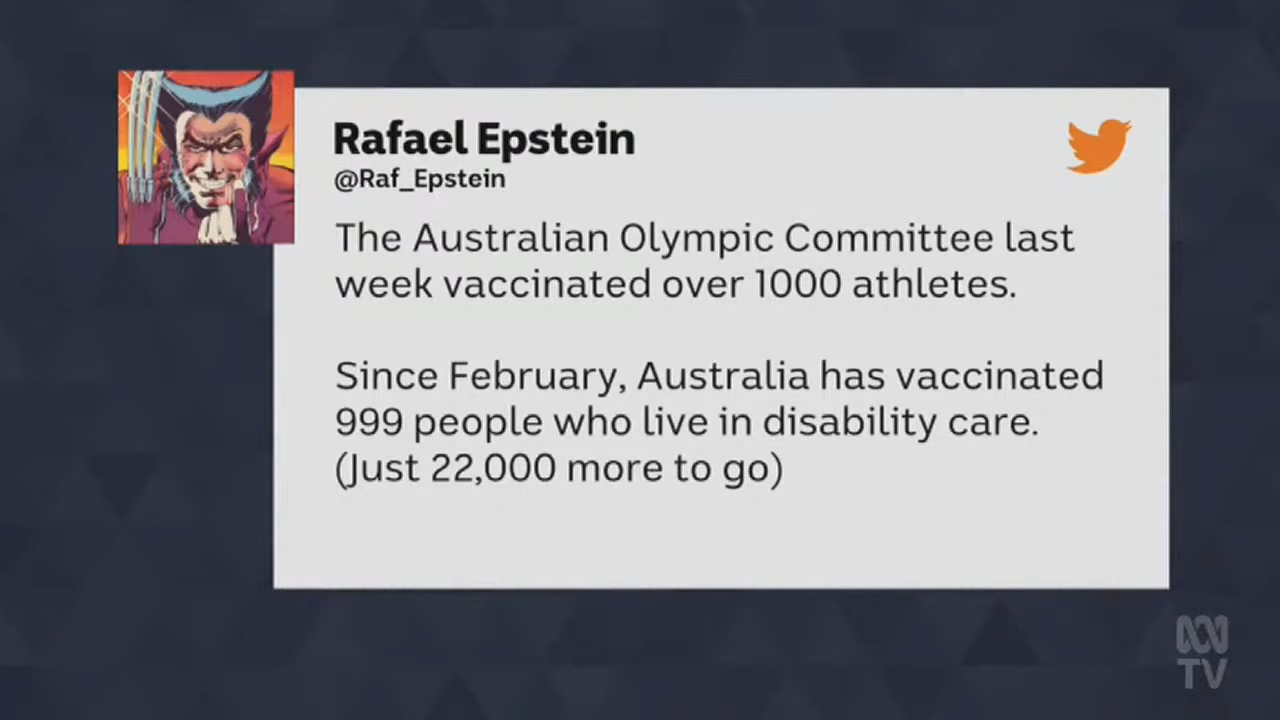 Rafael Epstein
@Raf_Epstein
The Australian Olympic Committee last
week vaccinated over 1000 athletes.
Since February, Australia has vaccinated
999 people who live in disability care.
(Just 22,000 more to go)
TV